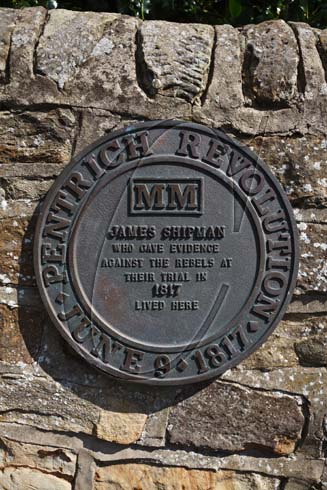 PENTRICH REVOLUTION
MM
JAMES SHIPMAN
WHO GAVE EVIDENCE
AGAINST THE REBELS AT
THEIR TRIAL IN
1817
LIVED HERE
· JUNE 9 · 1817 ·